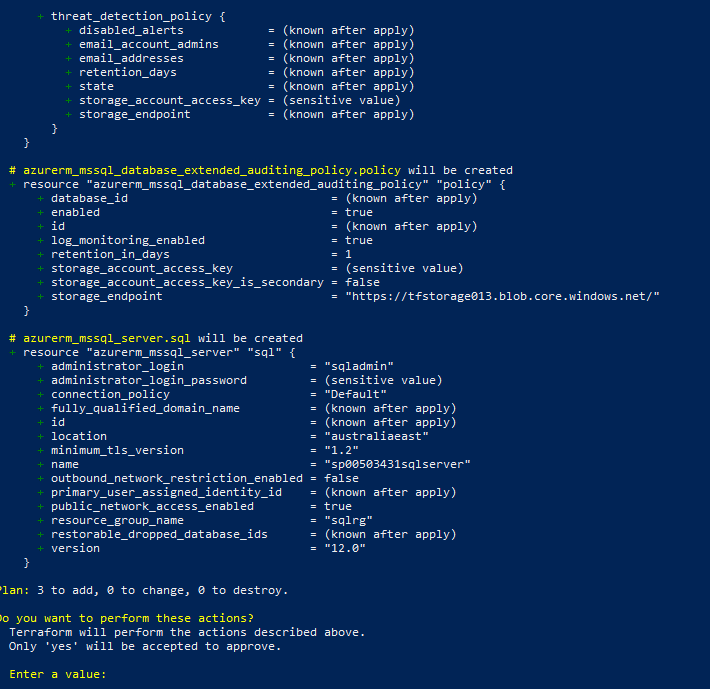 + threat_detection_policy {
+ disabled_alerts = (known after apply)
+ email_account_admins = (known after apply)
+ email_addresses = (known after apply)
+ retention_days = (known after apply)
+ state = (known after apply)
+ storage_account_access_key = (sensitive value)
+ storage_endpoint = (known after apply)
}
}
# azurerm_mssql_database_extended_auditing_policy.policy will be created
+ resource "azurerm_mssql_database_extended_auditing_policy" "policy" {
+ database_id = (known after apply)
+ enabled = true
+ id = (known after apply)
+ log_monitoring_enabled = true
+ retention_in_days = 1
+ storage_account_access_key = (sensitive value)
+ storage_account_access_key_is_secondary = false
+ storage_endpoint = "https://tfstorage013.blob.core.windows.net/"
}
# azurerm_mssql_server.sql will be created
+ resource "azurerm_mssql_server" "sql" {
+ administrator_login = "sqladmin"
+ administrator_login_password = (sensitive value)
+ connection_policy = "Default"
+ fully_qualified_domain_name = (known after apply)
+ id = (known after apply)
+ location = "australiaeast"
+ minimum_tls_version = "1.2"
+ name = "sp00503431sqlserver"
+ outbound_network_restriction_enabled = false
+ primary_user_assigned_identity_id = (known after apply)
+ public_network_access_enabled = true
+ resource_group_name = "sqlrg"
+ restorable_dropped_database_ids = (known after apply)
+ version = "12.0"
}
Plan: 3 to add, 0 to change, 0 to destroy.
Do you want to perform these actions?
Terraform will perform the actions described above.
Only 'yes' will be accepted to approve.
Enter a value: